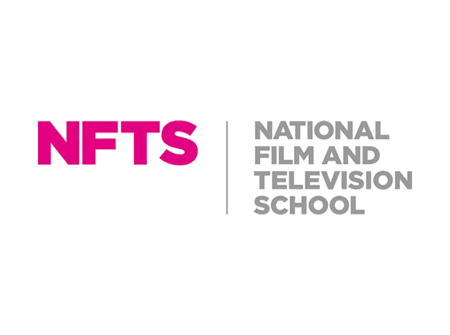 NFTS
NATIONAL
FILM AND
TELEVISION
SCHOOL